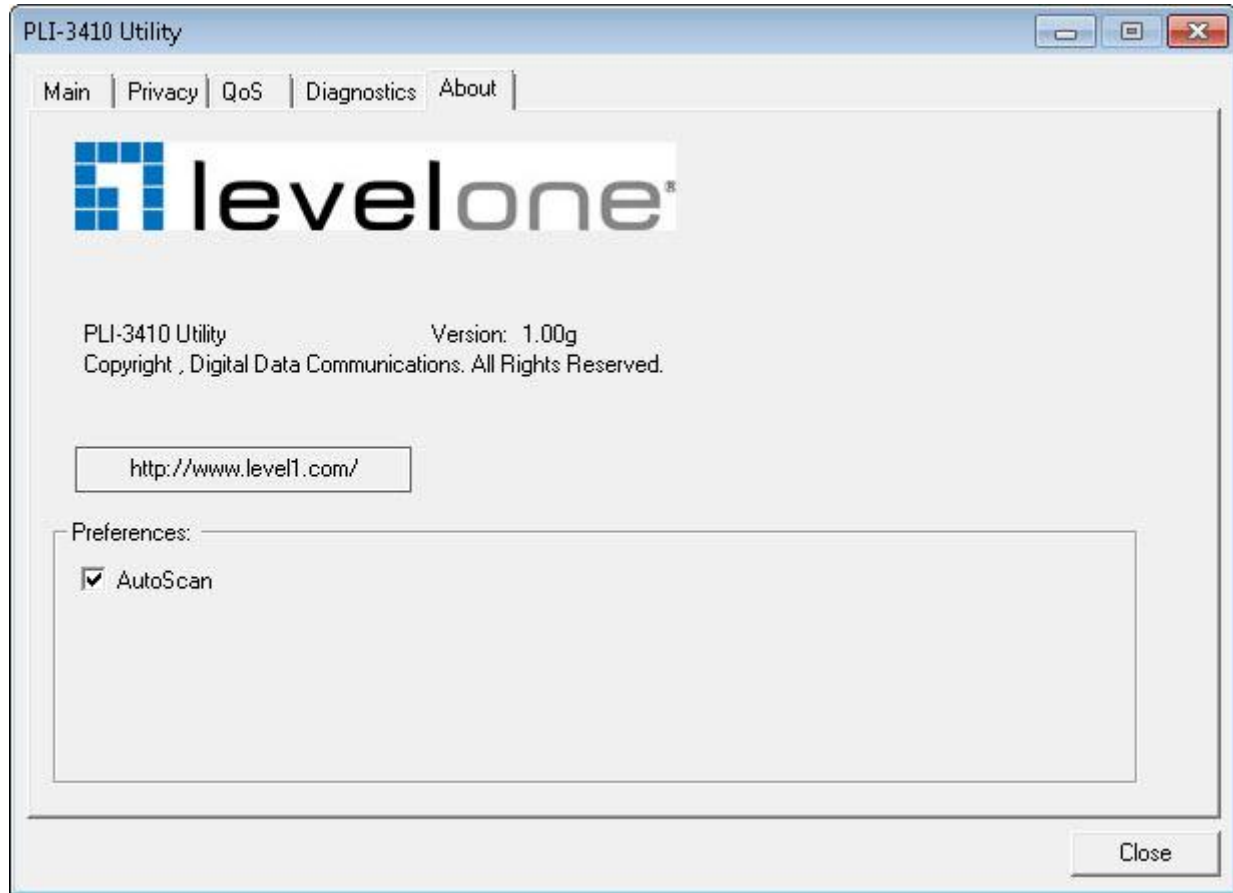 PLI-3410 Utility
Main Privacy QoS Diagnostics About
levelone®
PLI-3410 Utility Version: 1.00g
Copyright , Digital Data Communications. All Rights Reserved.
http://www.level1.com/
Preferences:
AutoScan
Close